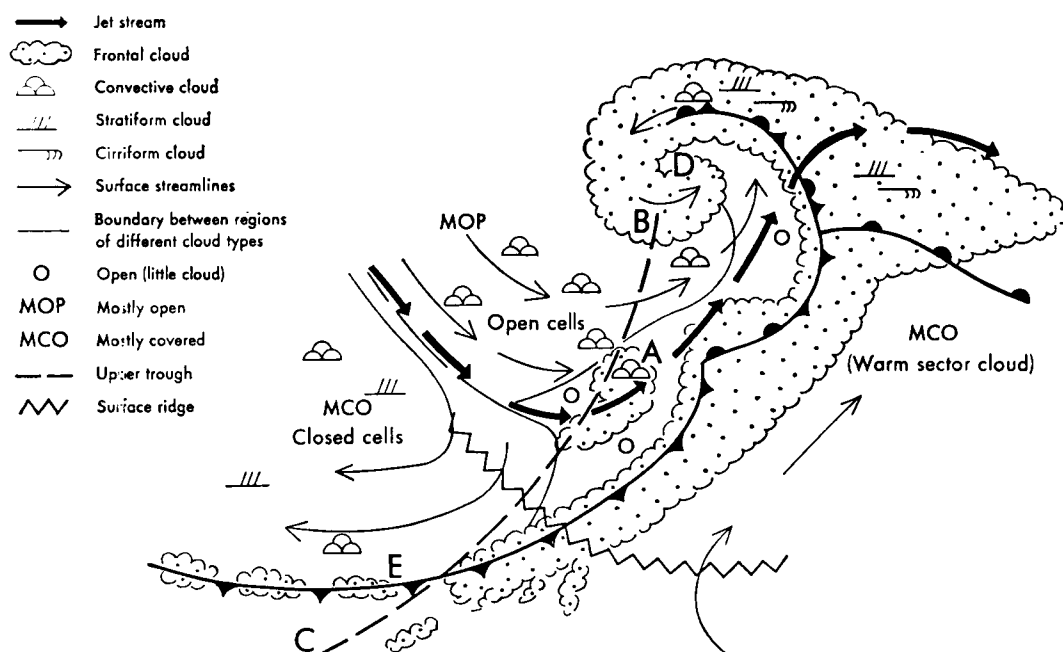 Jet stream
Frontal cloud
Convective cloud
Stratiform cloud
Cirriform cloud
Surface streamlines
Boundary between regions
of different cloud types
O Open (little cloud)
MOP Mostly open
MCO Mostly covered
Upper trough
Surface ridge
D
B
MOP
O
Open cells
A
MCO
(Warm sector cloud)
O
MCO
Closed cells
O
E
C